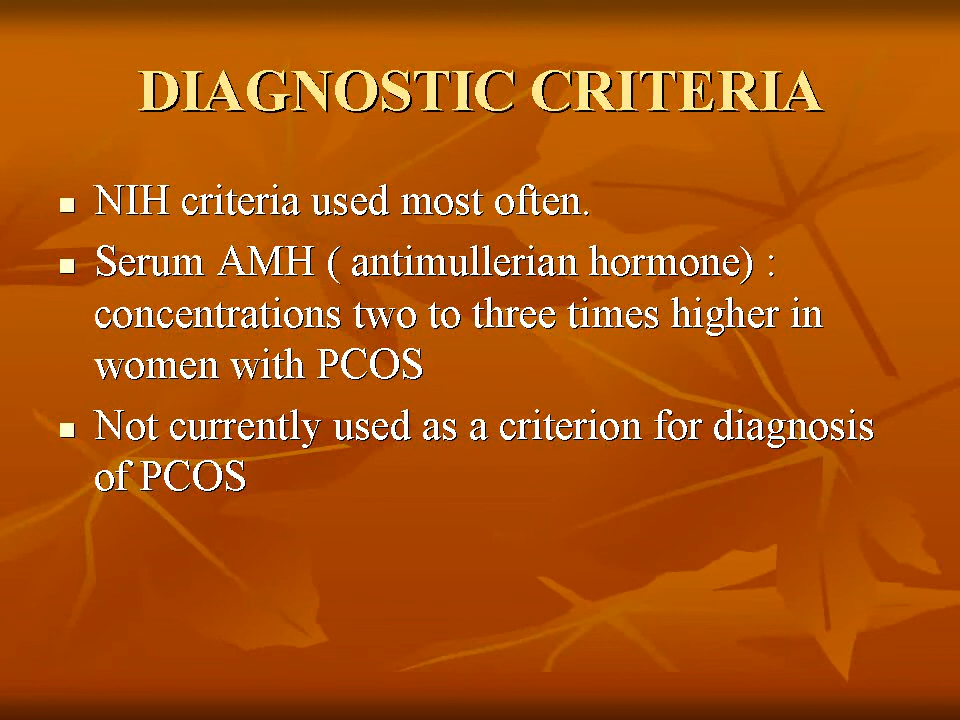 DIAGNOSTIC CRITERIA
NIH criteria used most often.
Serum AMH ( antimullerian hormone) :
concentrations two to three times higher in
women with PCOS
Not currently used as a criterion for diagnosis
of PCOS